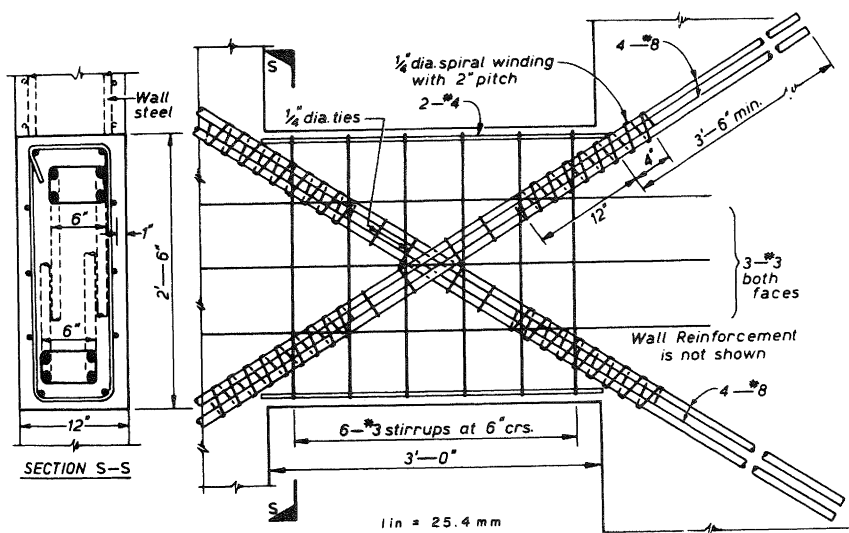 S
4—#8
¼" dia. spiral winding
with 2" pitch
2—#4
¼" dia. ties
Wall
steel
3'—6" min.
4"
12"
6"
1"
2'—6"
6"
3—#3
both
faces
Wall Reinforcement
is not shown
4—#8
12"
6—#3 stirrups at 6" crs.
3'—0"
SECTION S—S
S
1 in = 25.4 mm